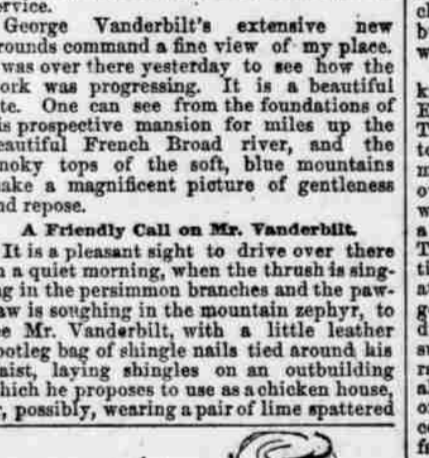 ervice.
George Vanderbilt's extensive new
rounds command a fine view of my place.
was over there yesterday to see how the
ork was progressing. It is a beautiful
te. One can see from the foundations of
is prospective mansion for miles up the
eautiful French Broad river, and the
noky tops of the soft, blue mountains
ake a magnificent picture of gentleness
nd repose.
A Friendly Call on Mr. Vanderbilt.
It is a pleasant sight to drive over there
n a quiet morning, when the thrush is sing-
ng in the persimmon branches and the paw-
aw is soughing in the mountain zephyr, to
ee Mr. Vanderbilt, with a little leather
ootleg bag of shingle nails tied around his
aist, laying shingles on an outbuilding
hich he proposes to use as a chicken house,
r, possibly, wearing a pair of lime spattered